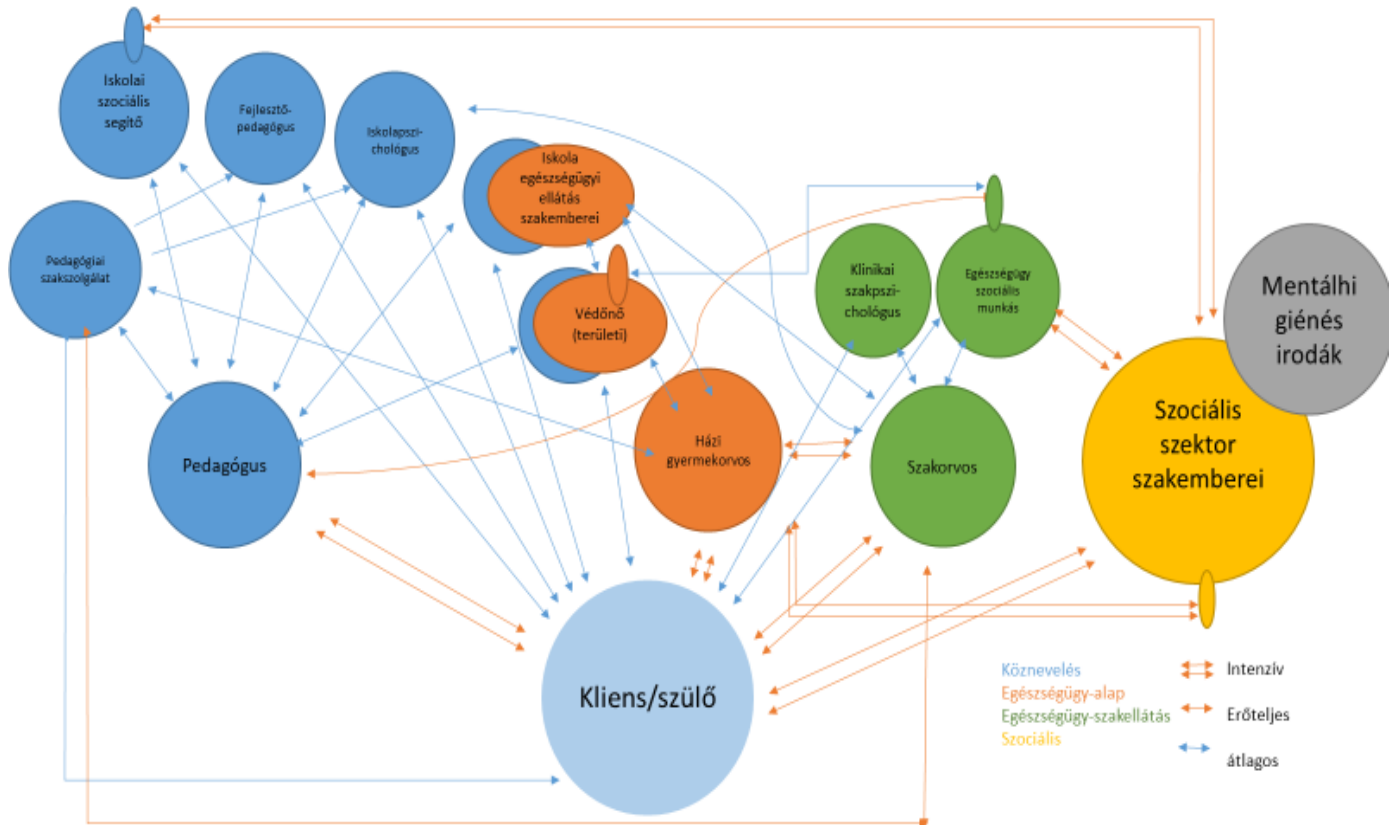 Iskolai
szociális
segítő
Fejlesztő-
pedagógus
Iskolapszi-
chológus
Iskola
egészségügyi
ellátás
szakemberei
Pedagógiai
szakszolgálat
Védőnő
(területi)
Klinikai
szakpszi-
chológus
Egészségügy
szociális
munkás
Mentálhi
giénés
irodák
Pedagógus
Házi
gyermekorvos
Szakorvos
Szociális
szektor
szakemberei
Kliens/szülő
Köznevelés
Egészségügy-alap
Egészségügy-szakellátás
Szociális
Intenzív
Erőteljes
átlagos